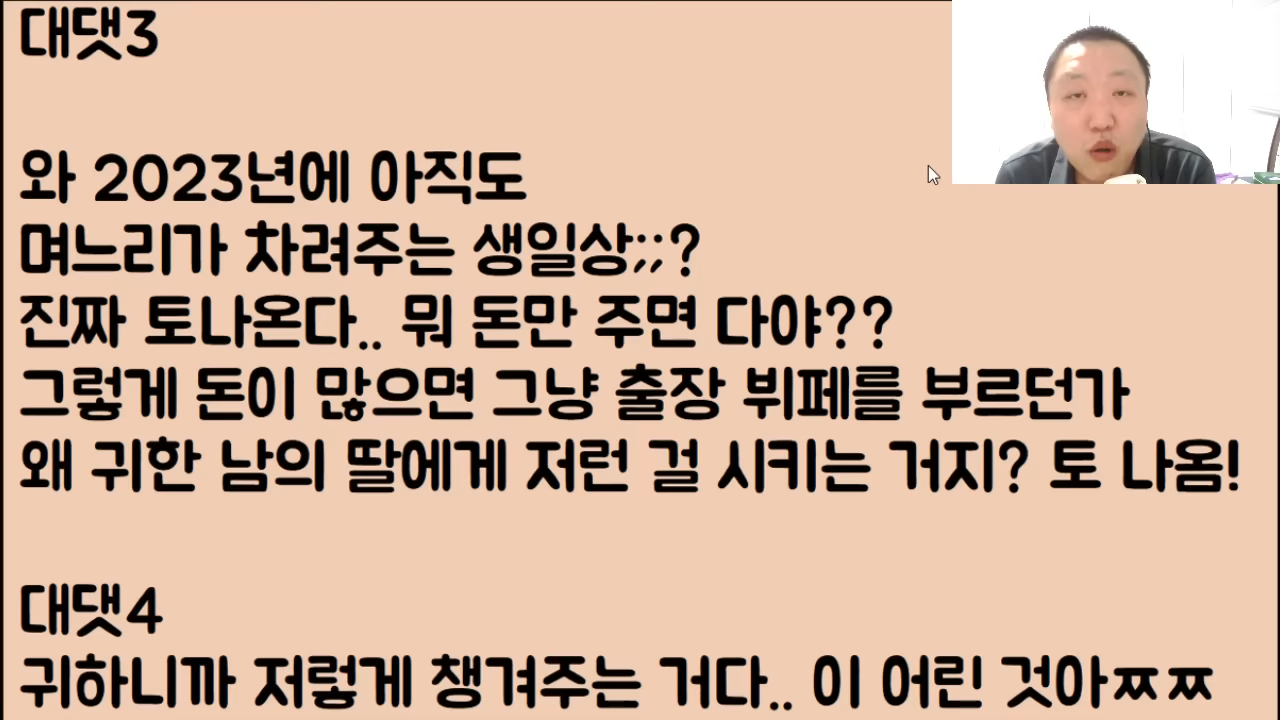 대댓3
와 2023년에 아직도
며느리가 차려주는 생일상;;?
진짜 토나온다.. 뭐 돈만 주면 다야??
그렇게 돈이 많으면 그냥 출장 뷔페를 부르던가
왜 귀한 남의 딸에게 저런 걸 시키는 거지? 토 나옴!
대댓4
귀하니까 저렇게 챙겨주는 거다.. 이 어린 것아ㅉㅉ